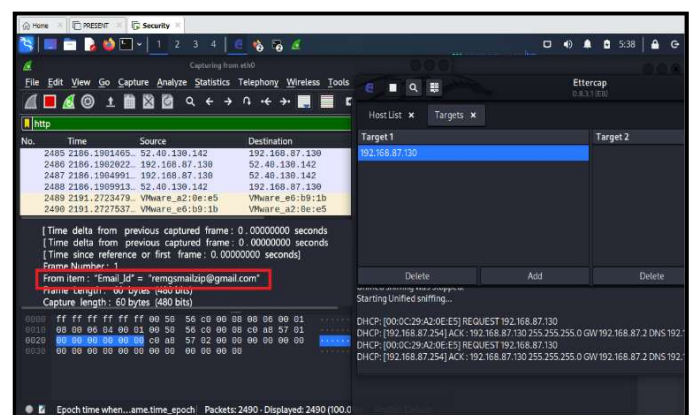 Home
PRESENT
Security
1 2 3 4
5:38
Capturing from eth0
File Edit View Go Capture Analyze Statistics Telephony Wireless Tools
http
No. Time Source Destination
2485 2186.1901465… 52.40.130.142 192.168.87.130
2486 2186.1902022… 192.168.87.130 52.40.130.142
2487 2186.1904991… 192.168.87.130 52.40.130.142
2488 2186.1909913… 52.40.130.142 192.168.87.130
2489 2191.2723479… VMware_a2:0e:e5 VMware_e6:b9:1b
2490 2191.2727537… VMware_e6:b9:1b VMware_a2:0e:e5
[Time delta from previous captured frame: 0.00000000 seconds
[Time delta from previous captured frame: 0.00000000 seconds
[Time since reference or first frame: 0.00000000 seconds]
Frame Number: 1
From item : "Email_Id" = "remgsmailzip@gmail.com"
Frame Length: 60 bytes (480 bits)
Capture length: 60 bytes (480 bits)
0000 ff ff ff ff ff ff 00 50 56 c0 00 08 08 06 00 01
0010 08 00 06 04 00 01 00 50 56 c0 00 08 c0 a8 57 01
0020 00 00 00 00 00 00 c0 a8 57 02 00 00 00 00 00 00
0030 00 00 00 00 00 00 00 00 00 00 00 00
Epoch time when…ame.time_epoch) Packets: 2490 · Displayed: 2490 (100.0
Ettercap
0.8.3.1 (EB)
Host List
Targets
Target 1
Target 2
192.168.87.130
Delete
Add
Delete
Unified sniffing was stopped.
Starting Unified sniffing...
DHCP: [00:0C:29:A2:0E:E5] REQUEST 192.168.87.130
DHCP: [192.168.87.254] ACK : 192.168.87.130 255.255.255.0 GW 192.168.87.2 DNS 192.
DHCP: [00:0C:29:A2:0E:E5] REQUEST 192.168.87.130
DHCP: [192.168.87.254] ACK : 192.168.87.130 255.255.255.0 GW 192.168.87.2 DNS 192.